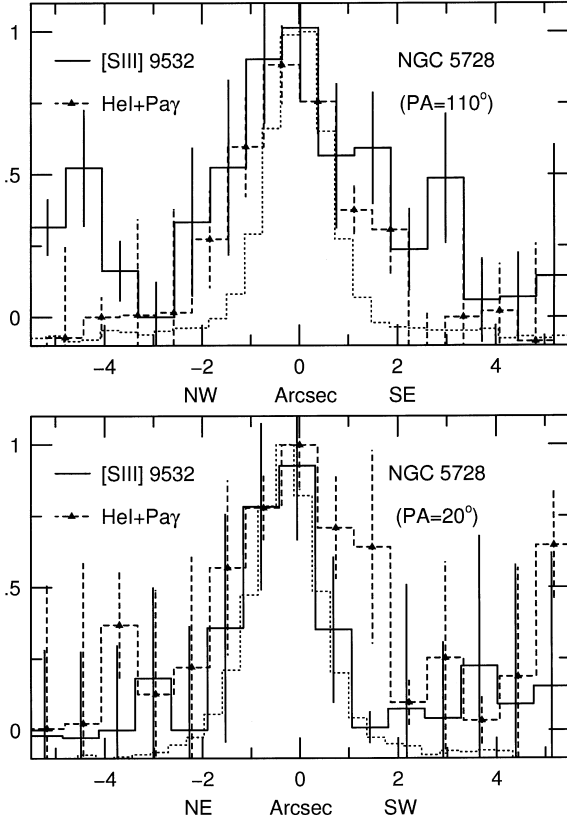 1
.5
0
[SIII] 9532
HeI+Paγ
NGC 5728
(PA=110°)
−4 −2 0 2 4
NW Arcsec SE
1
.5
0
[SIII] 9532
HeI+Paγ
NGC 5728
(PA=20°)
−4 −2 0 2 4
NE Arcsec SW